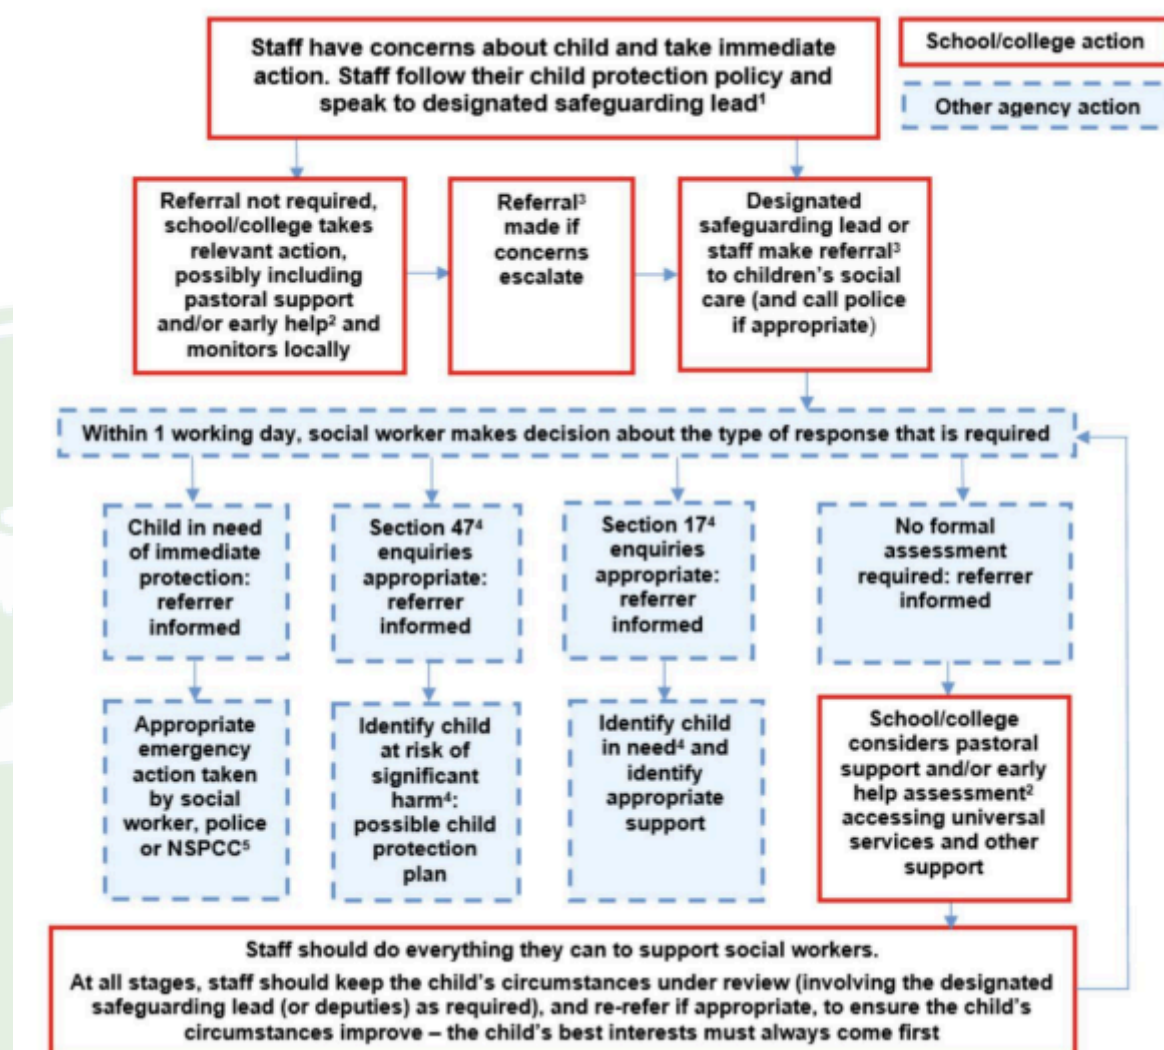 Staff have concerns about child and take immediate
action. Staff follow their child protection policy and
speak to designated safeguarding lead¹
School/college action
Other agency action
Referral not required,
school/college takes
relevant action,
possibly including
pastoral support
and/or early help² and
monitors locally
Referral³
made if
concerns
escalate
Designated
safeguarding lead or
staff make referral³
to children's social
care (and call police
if appropriate)
Within 1 working day, social worker makes decision about the type of response that is required
Child in need
of immediate
protection:
referrer
informed
Section 47⁴
enquiries
appropriate:
referrer
informed
Section 17⁴
enquiries
appropriate:
referrer
informed
No formal
assessment
required: referrer
informed
Appropriate
emergency
action taken
by social
worker, police
or NSPCC⁵
Identify child
at risk of
significant
harm⁴:
possible child
protection
plan
Identify child
in need⁴ and
identify
appropriate
support
School/college
considers pastoral
support and/or early
help assessment²
accessing universal
services and other
support
Staff should do everything they can to support social workers.
At all stages, staff should keep the child's circumstances under review (involving the designated
safeguarding lead (or deputies) as required), and re-refer if appropriate, to ensure the child's
circumstances improve – the child's best interests must always come first